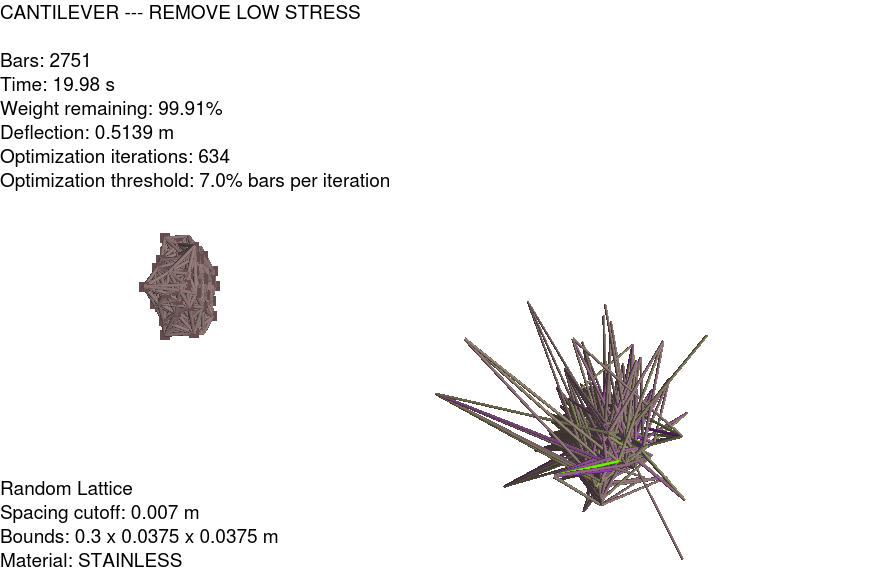 CANTILEVER --- REMOVE LOW STRESS
Bars: 2751
Time: 19.98 s
Weight remaining: 99.91%
Deflection: 0.5139 m
Optimization iterations: 634
Optimization threshold: 7.0% bars per iteration
Random Lattice
Spacing cutoff: 0.007 m
Bounds: 0.3 x 0.0375 x 0.0375 m
Material: STAINLESS